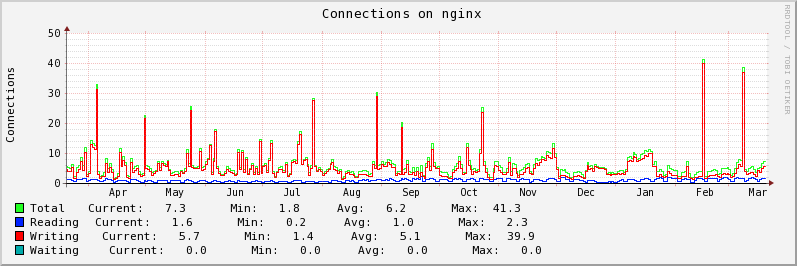 Connections on nginx
RRDTOOL / TOBI OETIKER
Connections
50
40
30
20
10
0
Apr May Jun Jul Aug Sep Oct Nov Dec Jan Feb Mar
Total Current: 7.3 Min: 1.8 Avg: 6.2 Max: 41.3
Reading Current: 1.6 Min: 0.2 Avg: 1.0 Max: 2.3
Writing Current: 5.7 Min: 1.4 Avg: 5.1 Max: 39.9
Waiting Current: 0.0 Min: 0.0 Avg: 0.0 Max: 0.0